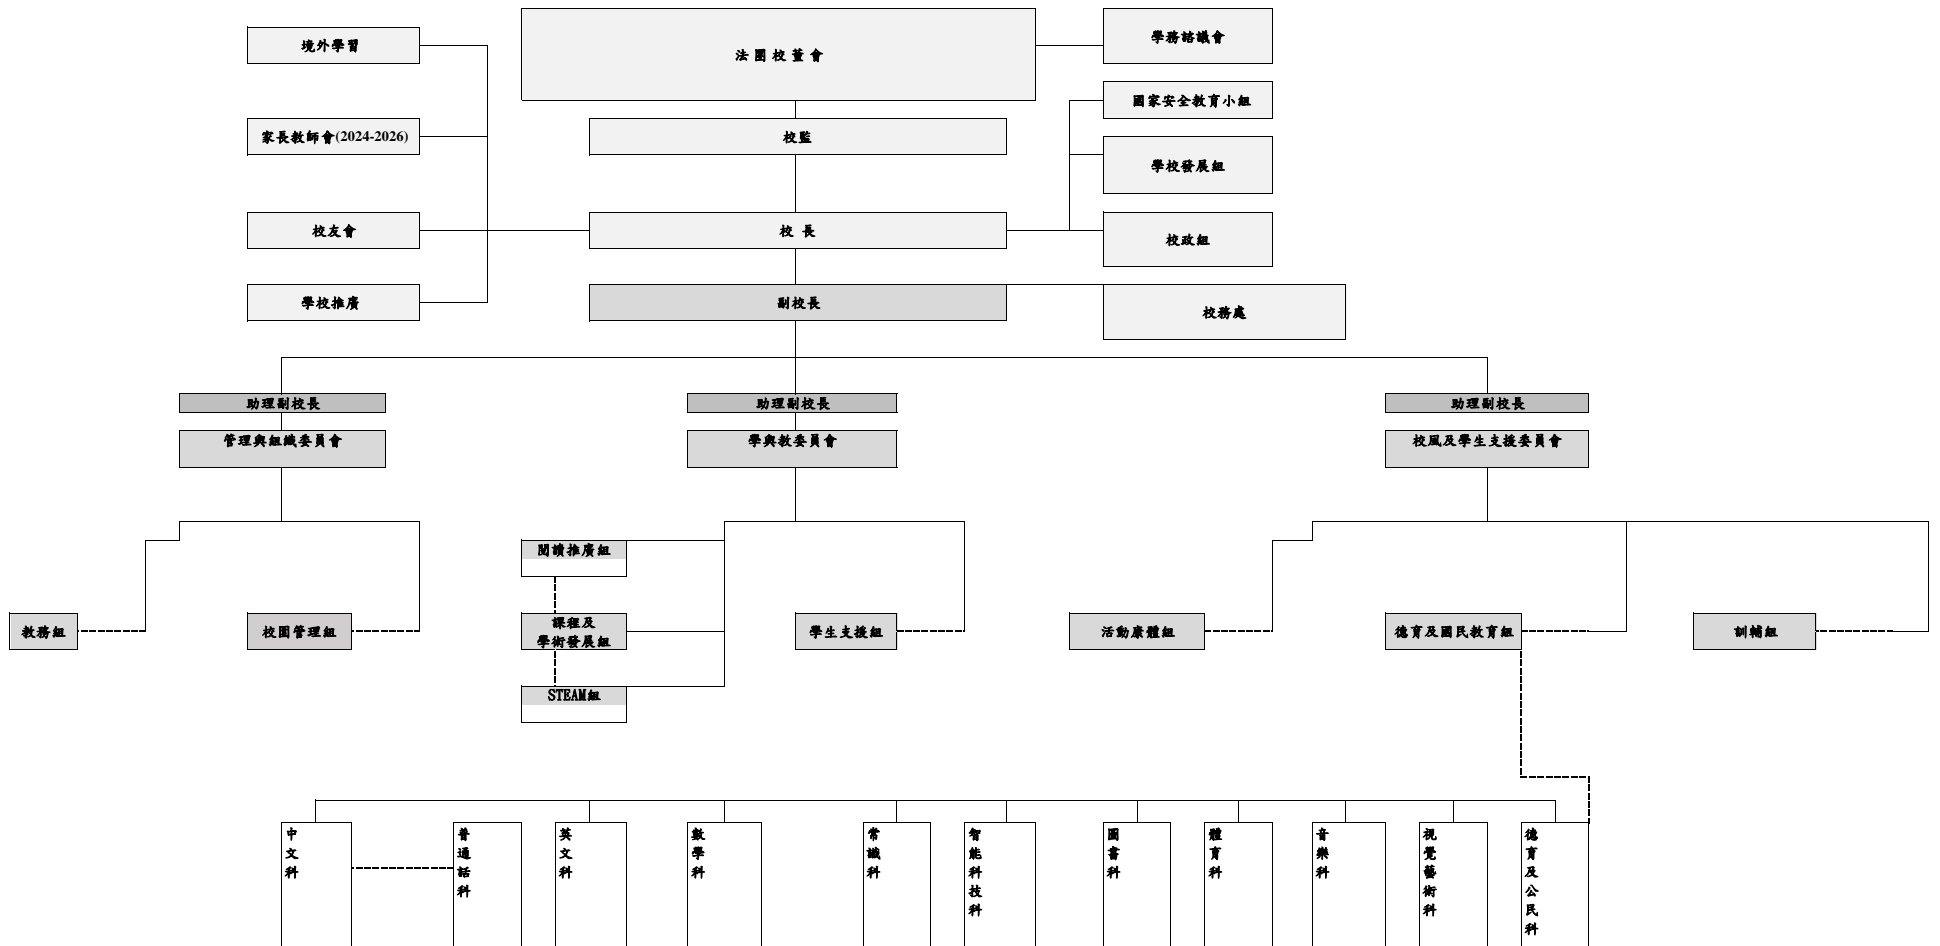 境外學習
法團校董會
學務諮議會
國家安全教育小組
家長教師會(2024-2026)
校監
學校發展組
校友會
校 長
校政組
學校推廣
副校長
校務處
助理副校長
助理副校長
助理副校長
管理與組織委員會
學與教委員會
校風及學生支援委員會
閱讀推廣組
教務組
校園管理組
課程及
學術發展組
學生支援組
活動康體組
德育及國民教育組
訓輔組
STEAM組
中文科
普通話科
英文科
數學科
常識科
智能科技科
圖書科
體育科
音樂科
視覺藝術科
德育及公民科